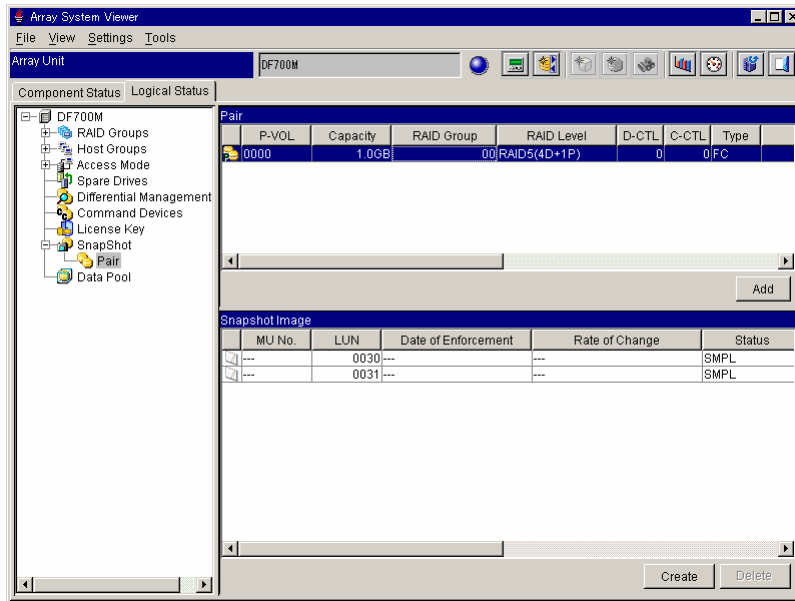 Array System Viewer
File View Settings Tools
Array Unit DF700M
Component Status Logical Status
DF700M
RAID Groups
Host Groups
Access Mode
Spare Drives
Differential Management
Command Devices
License Key
SnapShot
Pair
Data Pool
Pair
P-VOL Capacity RAID Group RAID Level D-CTL C-CTL Type
0000 1.0GB 00 RAID5(4D+1P) 0 0 FC
Add
Snapshot Image
MU No. LUN Date of Enforcement Rate of Change Status
--- 0030 --- --- SMPL
--- 0031 --- --- SMPL
Create Delete